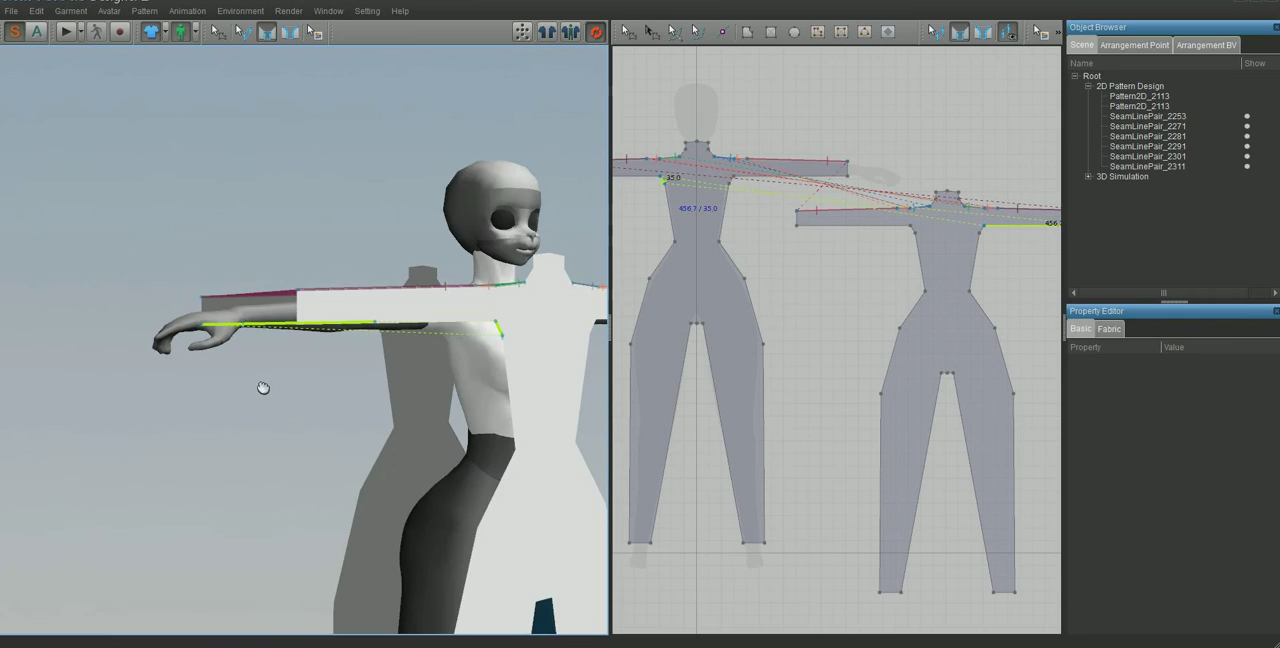 File Edit Garment Avatar Pattern Animation Environment Render Window Setting Help
S A
Object Browser
Scene Arrangement Point Arrangement BV
Name Show
Root
2D Pattern Design
Pattern2D_2113
Pattern2D_2113
SeamLinePair_2253
SeamLinePair_2271
SeamLinePair_2281
SeamLinePair_2291
SeamLinePair_2301
SeamLinePair_2311
3D Simulation
35.0
456.7 / 35.0
456.
Property Editor
Basic Fabric
Property Value